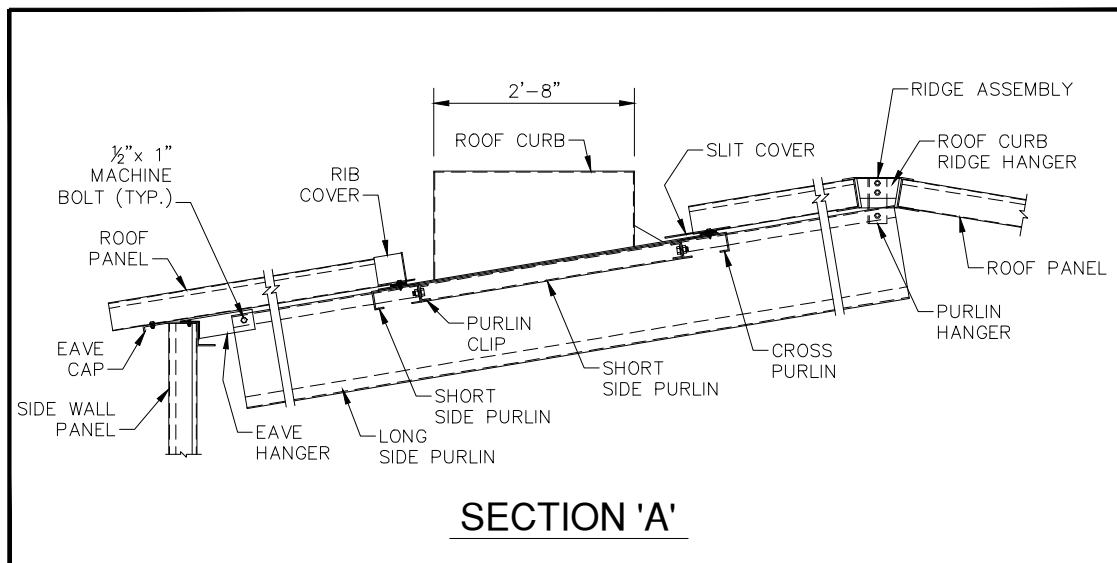 2'-8"
RIDGE ASSEMBLY
ROOF CURB
SLIT COVER
ROOF CURB
RIDGE HANGER
½"x 1"
MACHINE
BOLT (TYP.)
RIB
COVER
ROOF
PANEL
ROOF PANEL
EAVE
CAP
PURLIN
CLIP
PURLIN
HANGER
CROSS
PURLIN
SIDE WALL
PANEL
EAVE
HANGER
LONG
SIDE PURLIN
SHORT
SIDE PURLIN
SHORT
SIDE PURLIN
SECTION 'A'